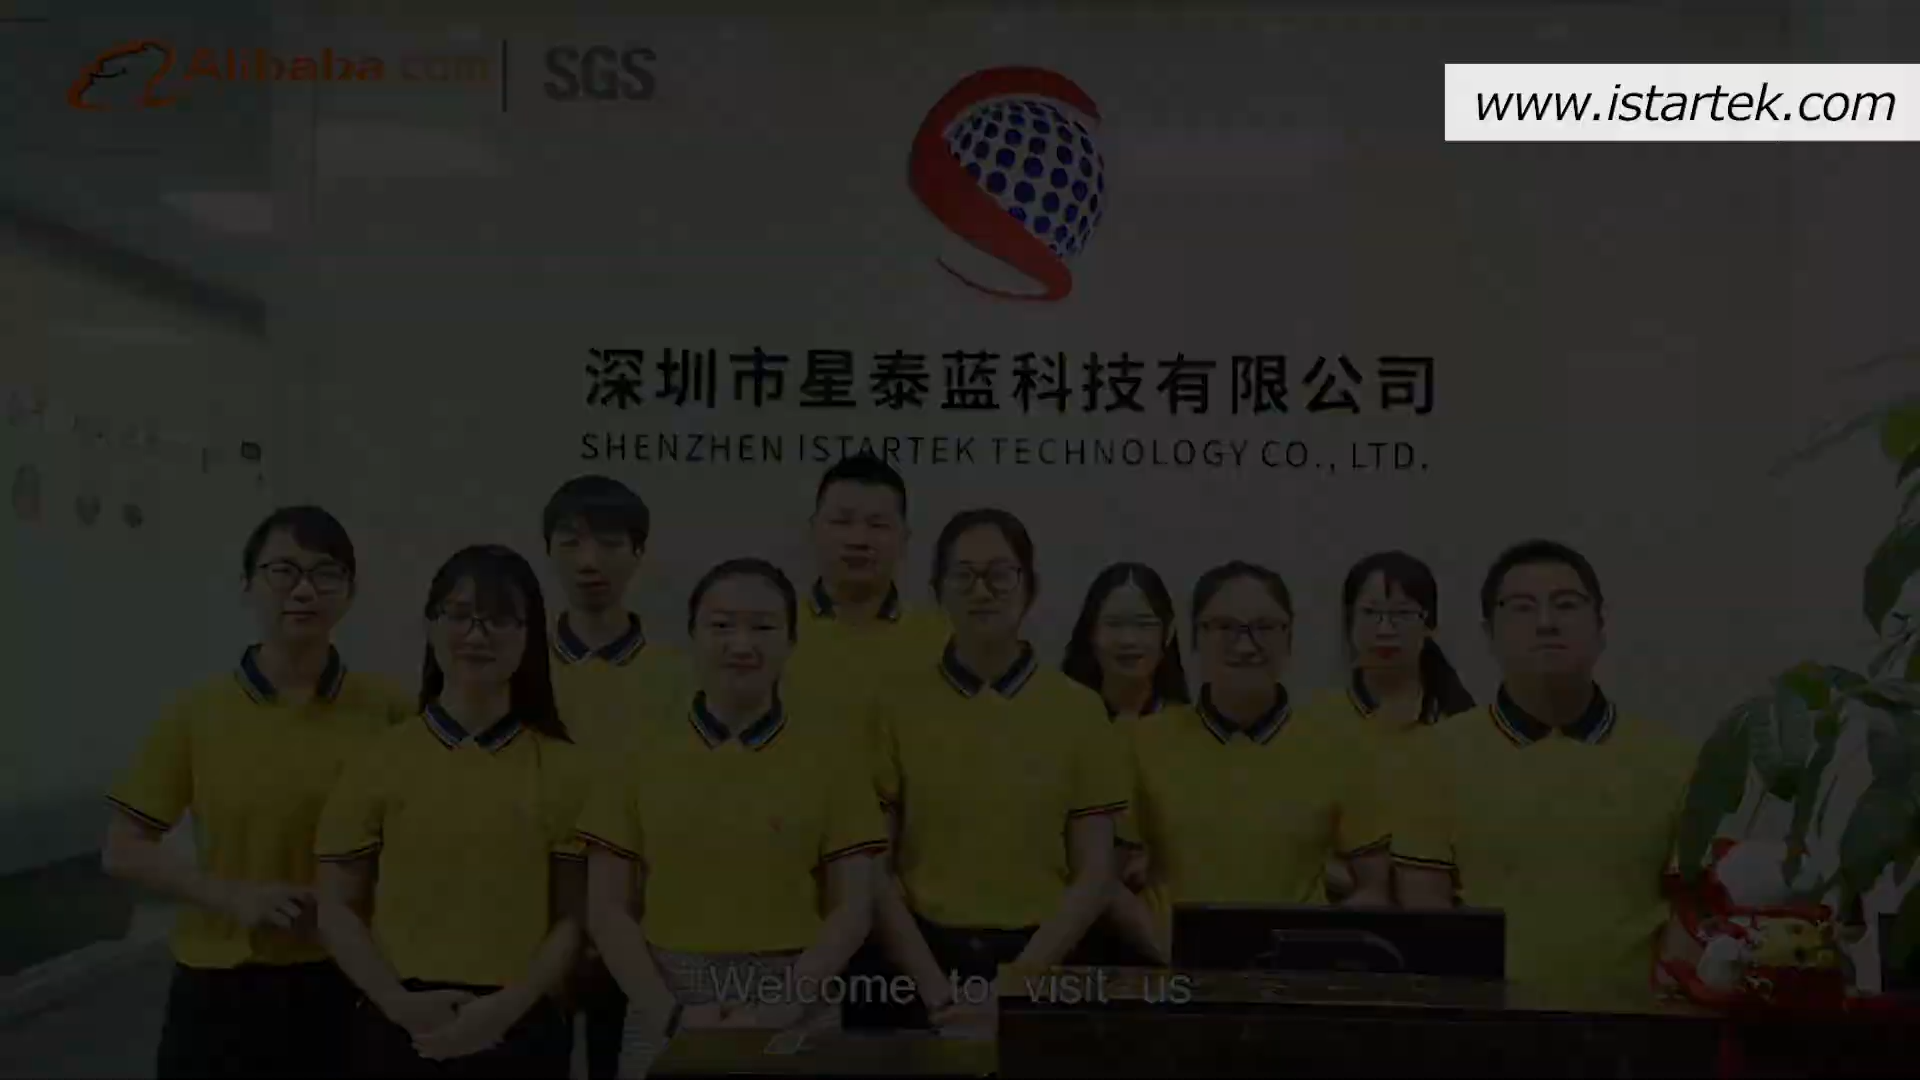 Alibaba.com
SGS
www.istartek.com
深圳市星泰蓝科技有限公司
SHENZHEN ISTARTEK TECHNOLOGY CO., LTD.
Welcome to visit us